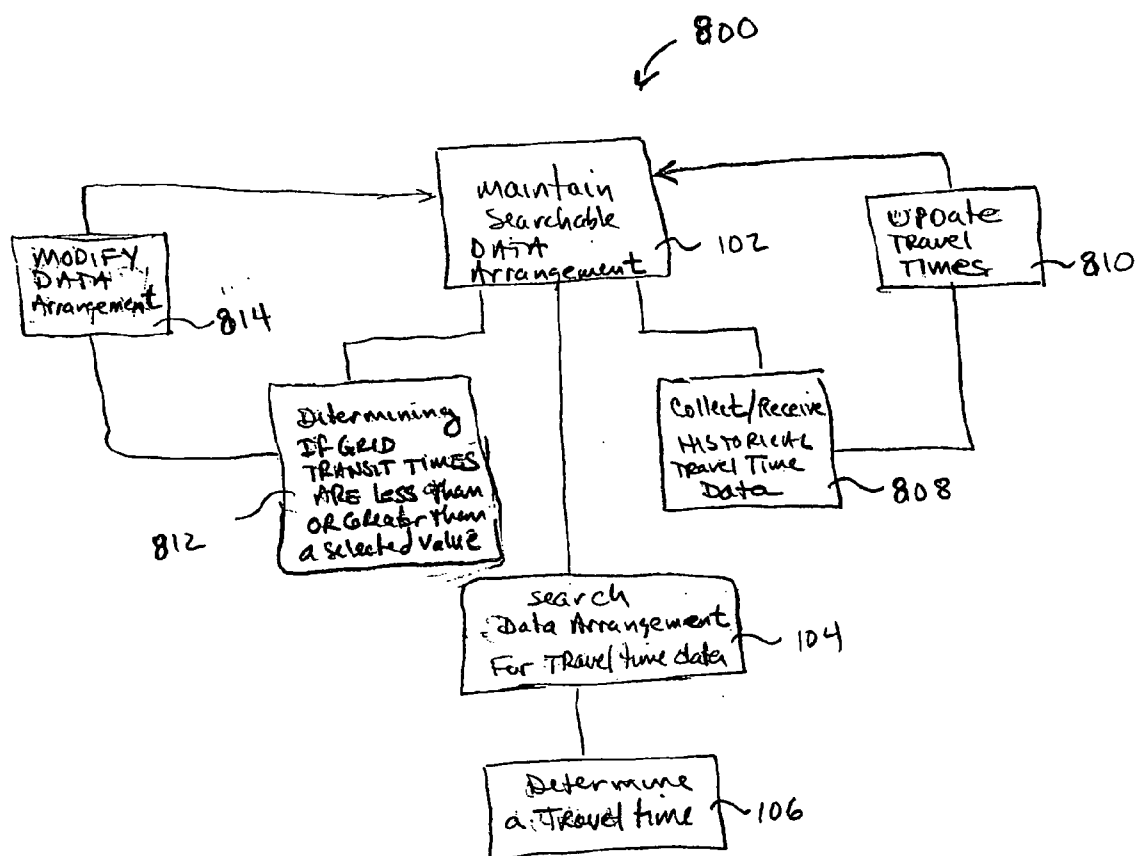 800
maintain
Searchable
DATA
Arrangement
102
UPDate
Travel
Times
810
MODIFY
DATA
Arrangement
814
Determining
If GRID
TRANSIT TIMES
ARE Less than
OR Greater than
a selected value
812
Collect/Receive
HISTORICAL
Travel Time
Data
808
search
Data Arrangement
For Travel time data
104
Determine
a Travel time
106